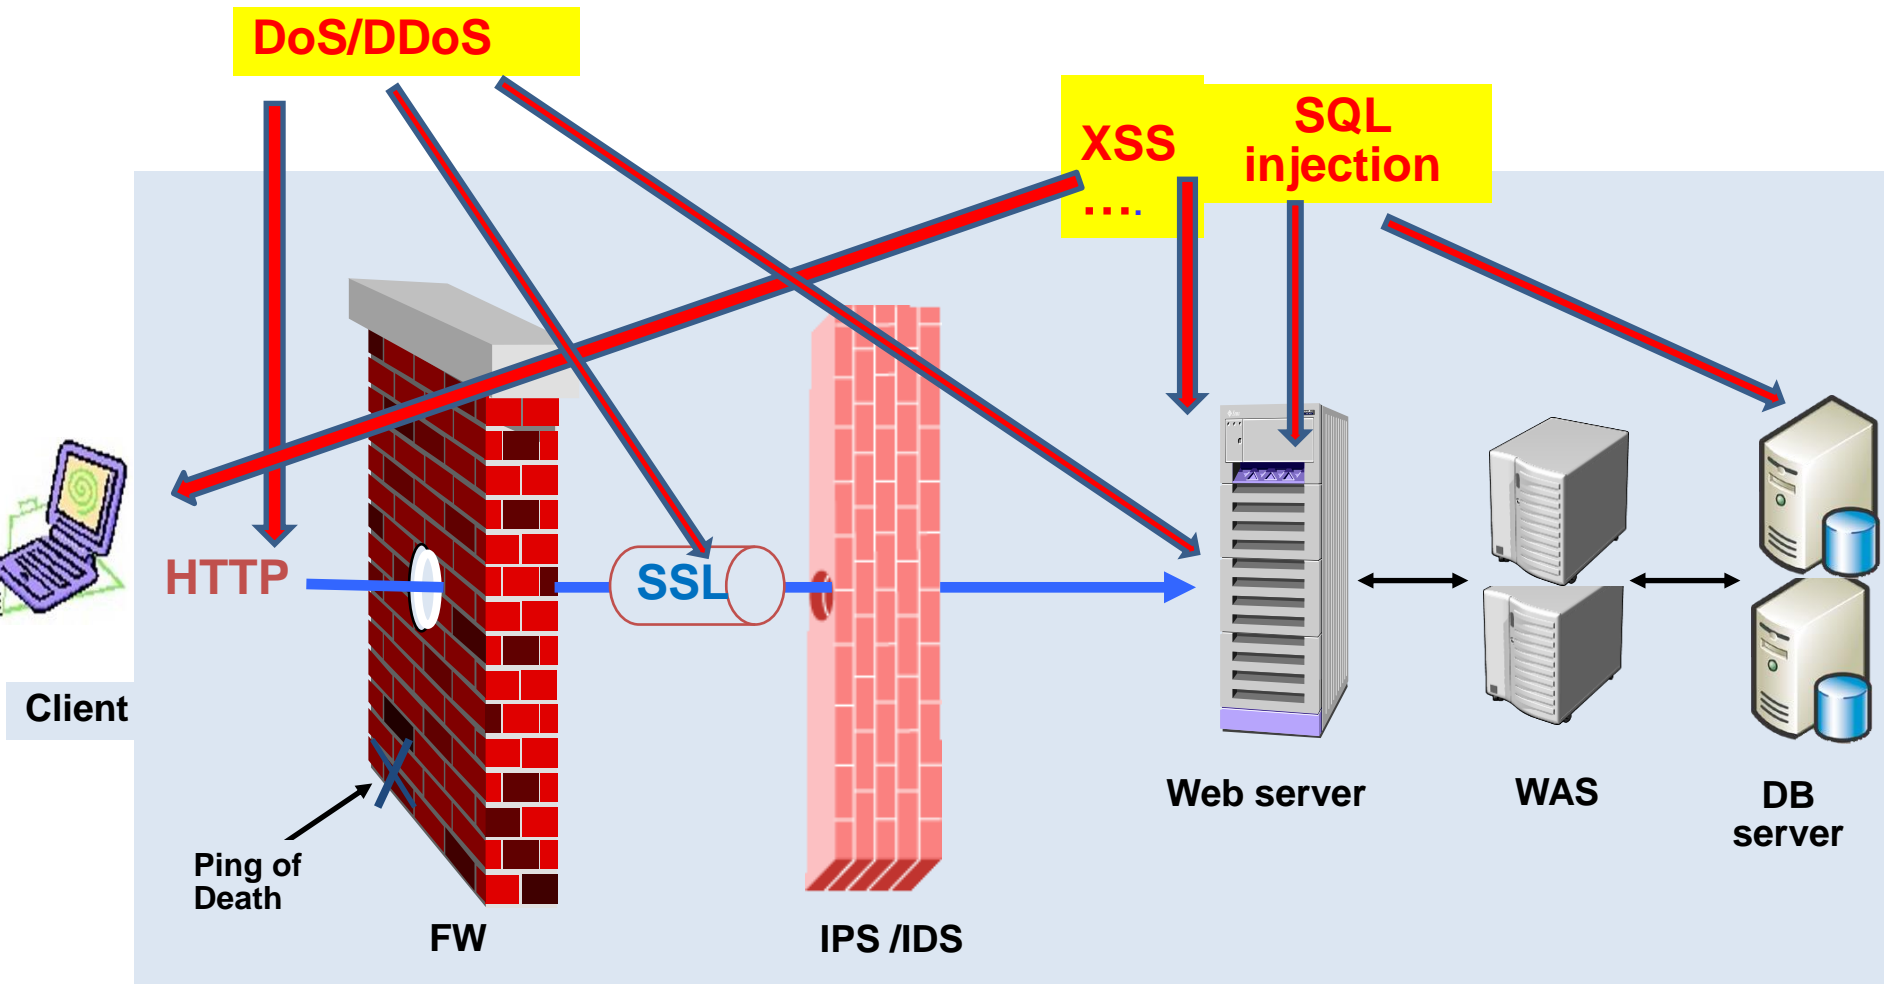 DoS/DDoS
XSS
....
SQL
injection
HTTP
SSL
Client
Ping of
Death
FW
IPS /IDS
Web server
WAS
DB
server